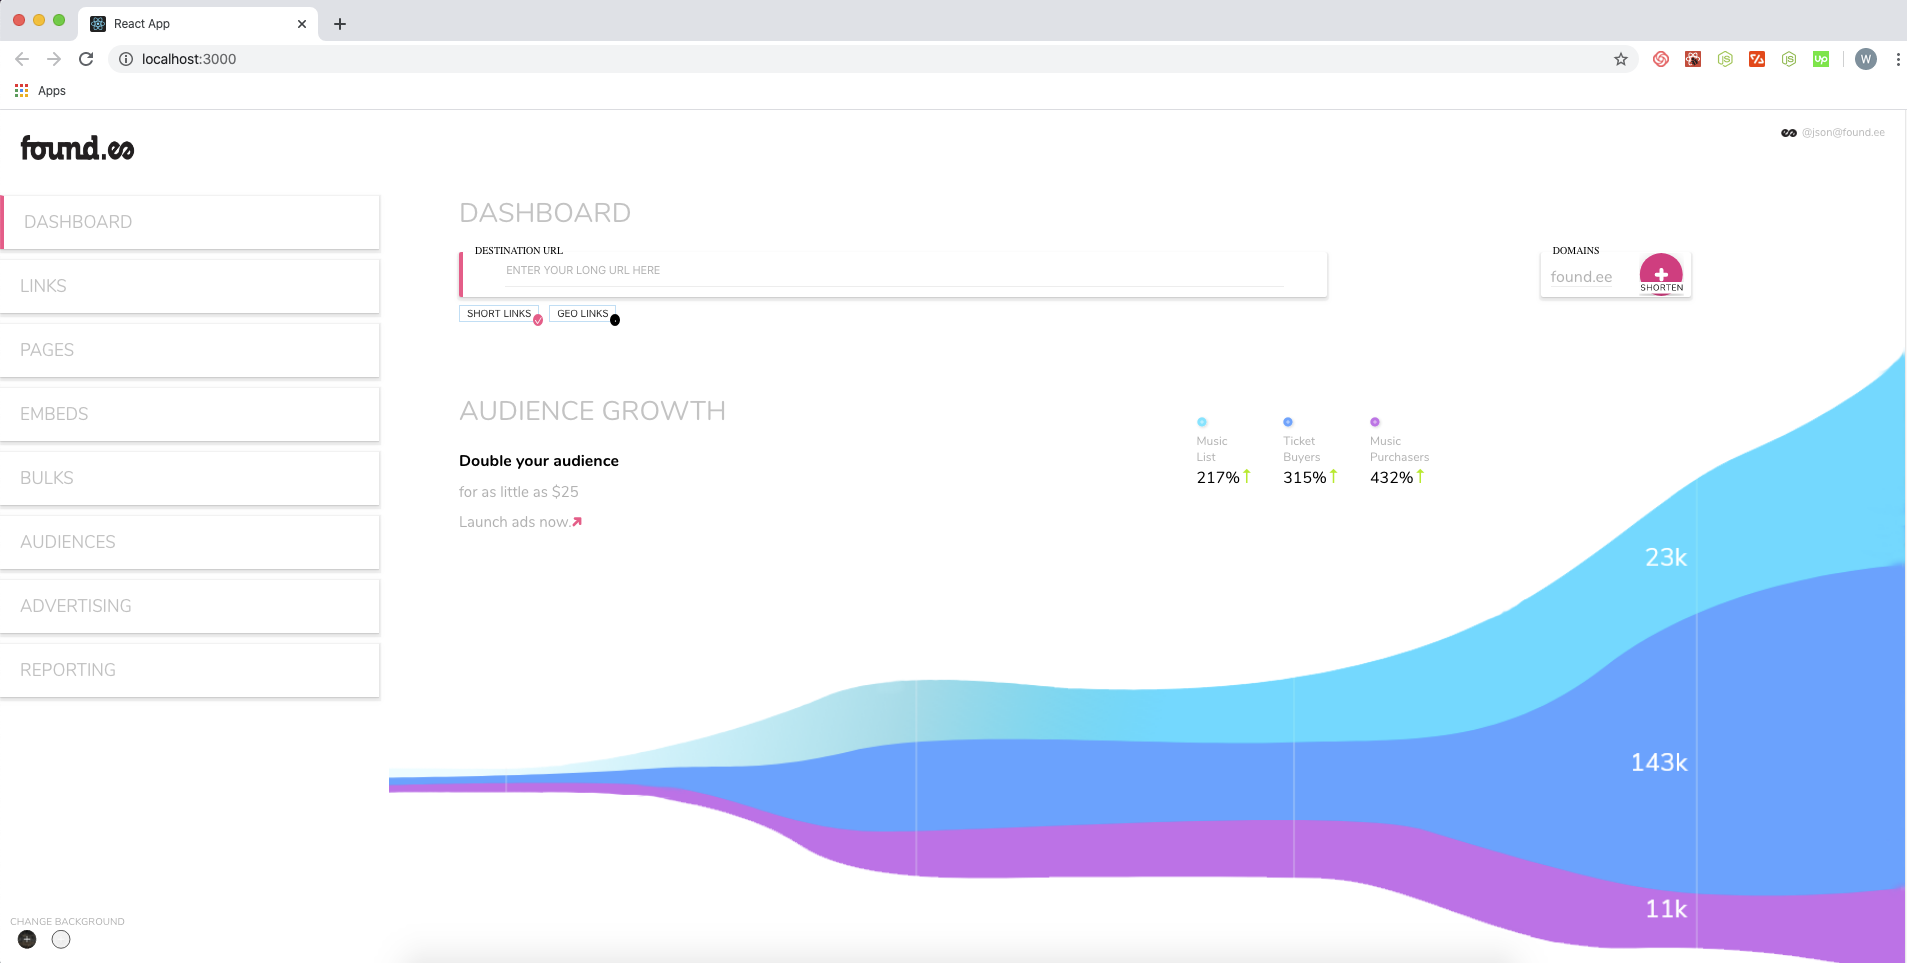 React App
localhost:3000
W
Apps
found.ee
@json@found.ee
DASHBOARD
LINKS
PAGES
EMBEDS
BULKS
AUDIENCES
ADVERTISING
REPORTING
CHANGE BACKGROUND
DASHBOARD
DESTINATION URL
ENTER YOUR LONG URL HERE
DOMAINS
found.ee
SHORTEN
SHORT LINKS
GEO LINKS
AUDIENCE GROWTH
Double your audience
for as little as $25
Launch ads now.
Music
List
217%
Ticket
Buyers
315%
Music
Purchasers
432%
23k
143k
11k